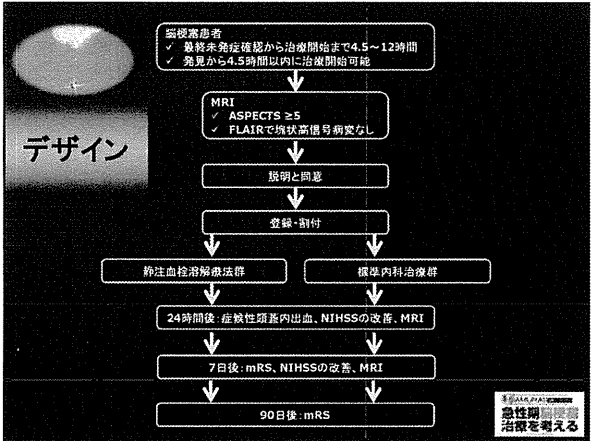 脳梗塞患者
✓ 最終未発症確認から治療開始まで4.5～12時間
✓ 発見から4.5時間以内に治療開始可能
MRI
✓ ASPECTS ≥5
✓ FLAIRで塊状高信号病変なし
デザイン
説明と同意
登録・割付
静注血栓溶解療法群
標準内科治療群
24時間後：症候性頭蓋内出血、NIHSSの改善、MRI
7日後：mRS、NIHSSの改善、MRI
90日後：mRS
急性期脳梗塞
治療を考える